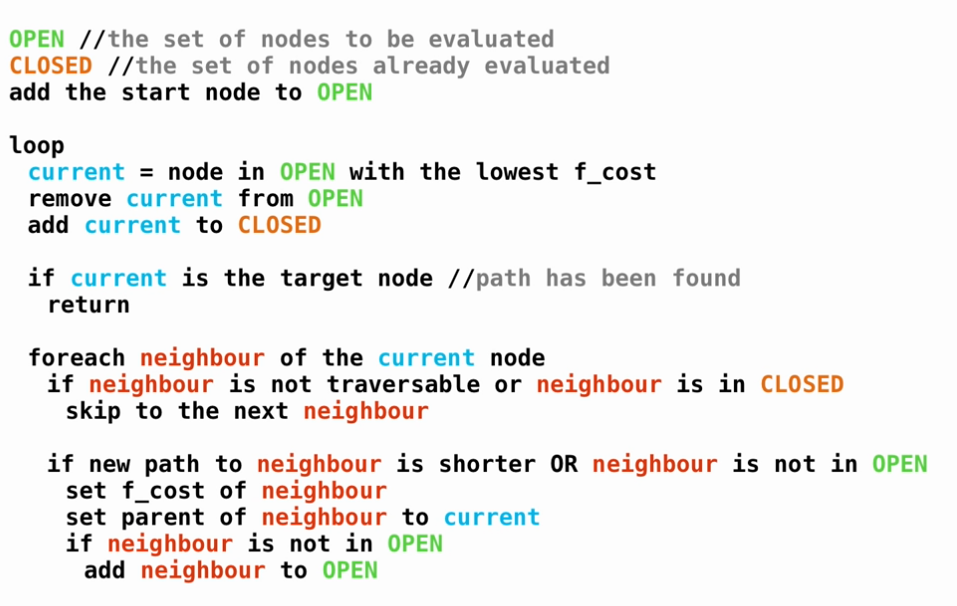 OPEN //the set of nodes to be evaluated
CLOSED //the set of nodes already evaluated
add the start node to OPEN
loop
current = node in OPEN with the lowest f_cost
remove current from OPEN
add current to CLOSED
if current is the target node //path has been found
return
foreach neighbour of the current node
if neighbour is not traversable or neighbour is in CLOSED
skip to the next neighbour
if new path to neighbour is shorter OR neighbour is not in OPEN
set f_cost of neighbour
set parent of neighbour to current
if neighbour is not in OPEN
add neighbour to OPEN